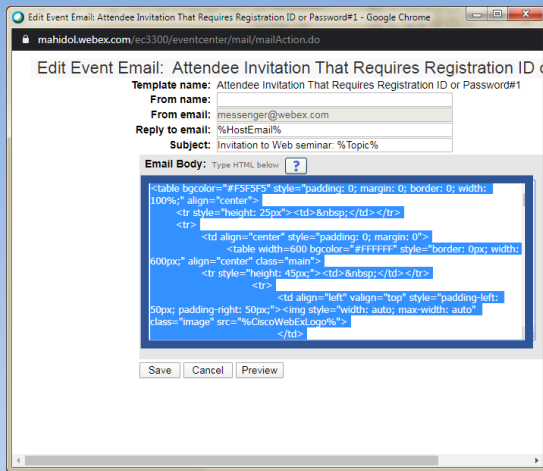 Edit Event Email: Attendee Invitation That Requires Registration ID or Password#1 - Google Chrome
mahidol.webex.com/ec3300/eventcenter/mail/mailAction.do
Edit Event Email: Attendee Invitation That Requires Registration ID
Template name: Attendee Invitation That Requires Registration ID or Password#1
From name:
From email: messenger@webex.com
Reply to email: %HostEmail%
Subject: Invitation to Web seminar: %Topic%
Email Body: Type HTML below ?
<table bgcolor="#F5F5F5" style="padding: 0; margin: 0; border: 0; width:
100%;" align="center">
<tr style="height: 25px"><td>&nbsp;</td></tr>
<tr>
<td align="center" style="padding: 0; margin: 0">
<table width=600 bgcolor="#FFFFFF" style="border: 0px; width:
600px;" align="center" class="main">
<tr style="height: 45px;"><td>&nbsp;</td></tr>
<tr>
<td align="left" valign="top" style="padding-left:
50px; padding-right: 50px;"><img style="width: auto; max-width: auto"
class="image" src="%CiscoWebExLogo%">
</td>
Save Cancel Preview